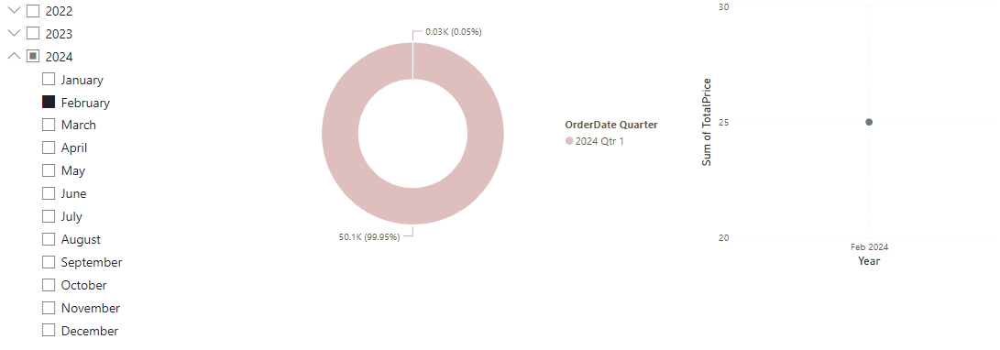 2022
2023
2024
January
February
March
April
May
June
July
August
September
October
November
December
0.03K (0.05%)
50.1K (99.95%)
OrderDate Quarter
2024 Qtr 1
Sum of TotalPrice
30
25
20
Feb 2024
Year